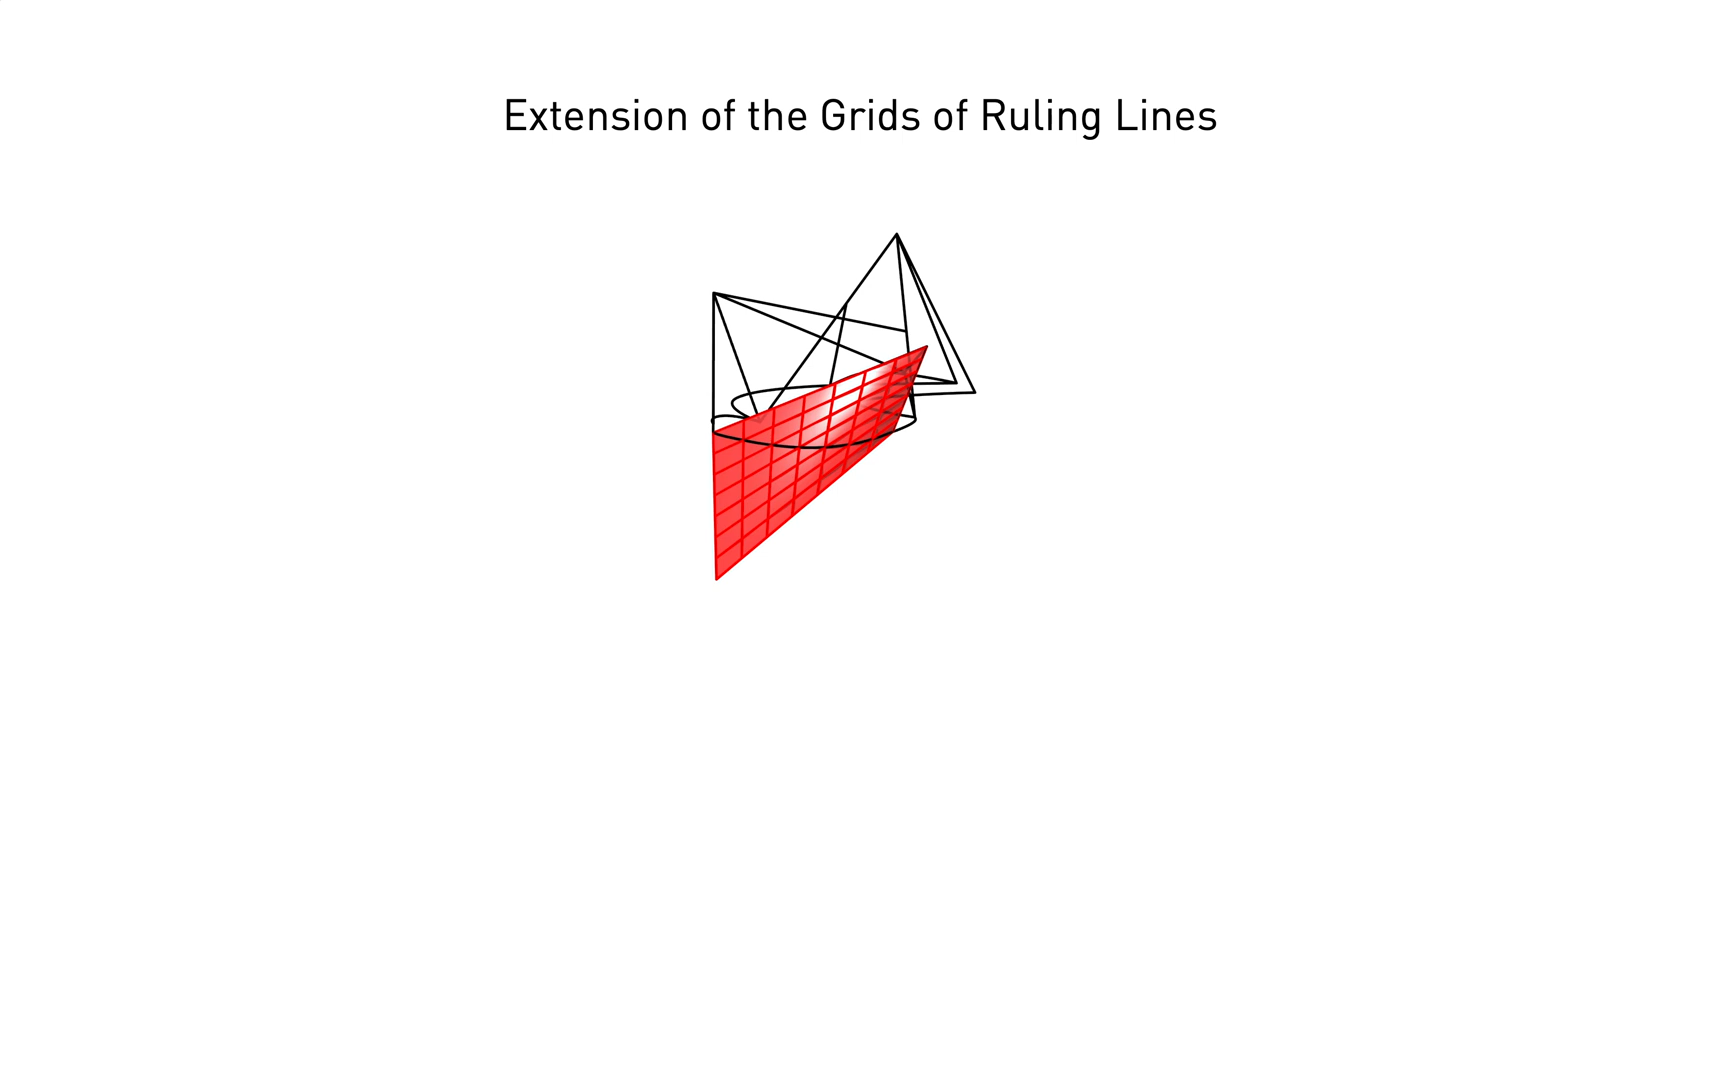 Extension of the Grids of Ruling Lines